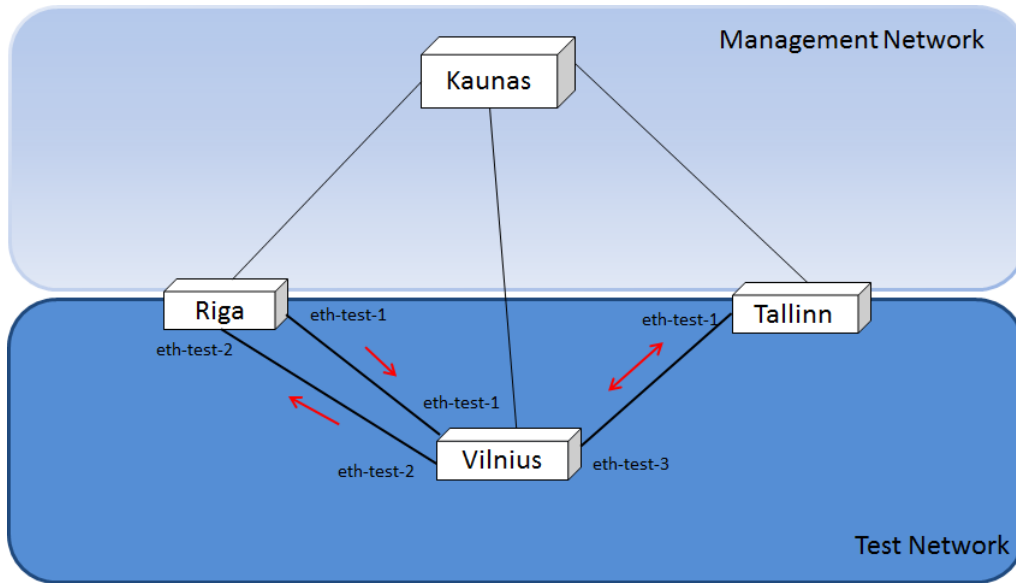 Management Network
Kaunas
Riga
Tallinn
eth-test-1
eth-test-1
eth-test-2
eth-test-1
Vilnius
eth-test-2
eth-test-3
Test Network